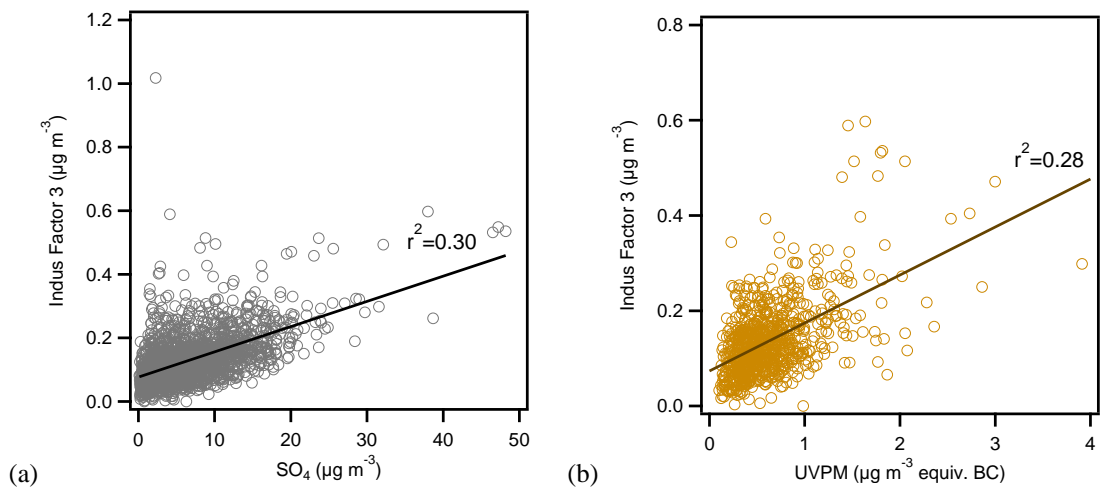 1.2
1.0
0.8
0.6
0.4
0.2
0.0
Indus Factor 3 (µg m⁻³)
r²=0.30
0 10 20 30 40 50
SO₄ (µg m⁻³)
(a)
0.8
0.6
0.4
0.2
0.0
Indus Factor 3 (µg m⁻³)
r²=0.28
0 1 2 3 4
UVPM (µg m⁻³ equiv. BC)
(b)